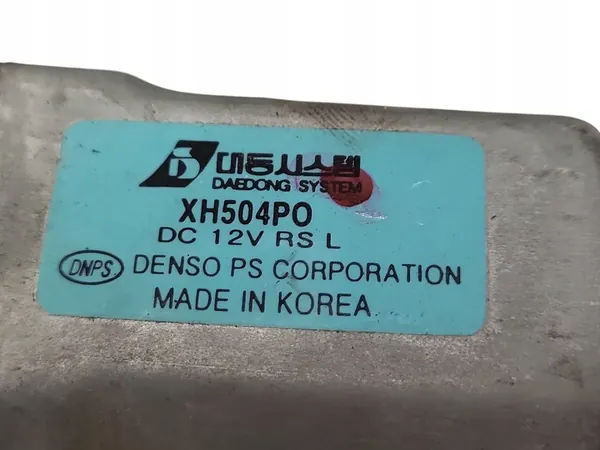 대동시스템
DAEDONG SYSTEM
XH504PO
DC 12V RS L
DNPS DENSO PS CORPORATION
MADE IN KOREA